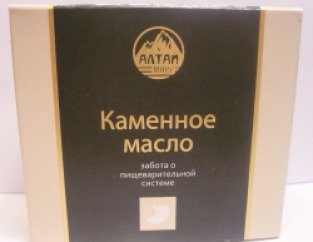 АЛТАЙ
Каменное
масло
забота о
пищеварительной
системе